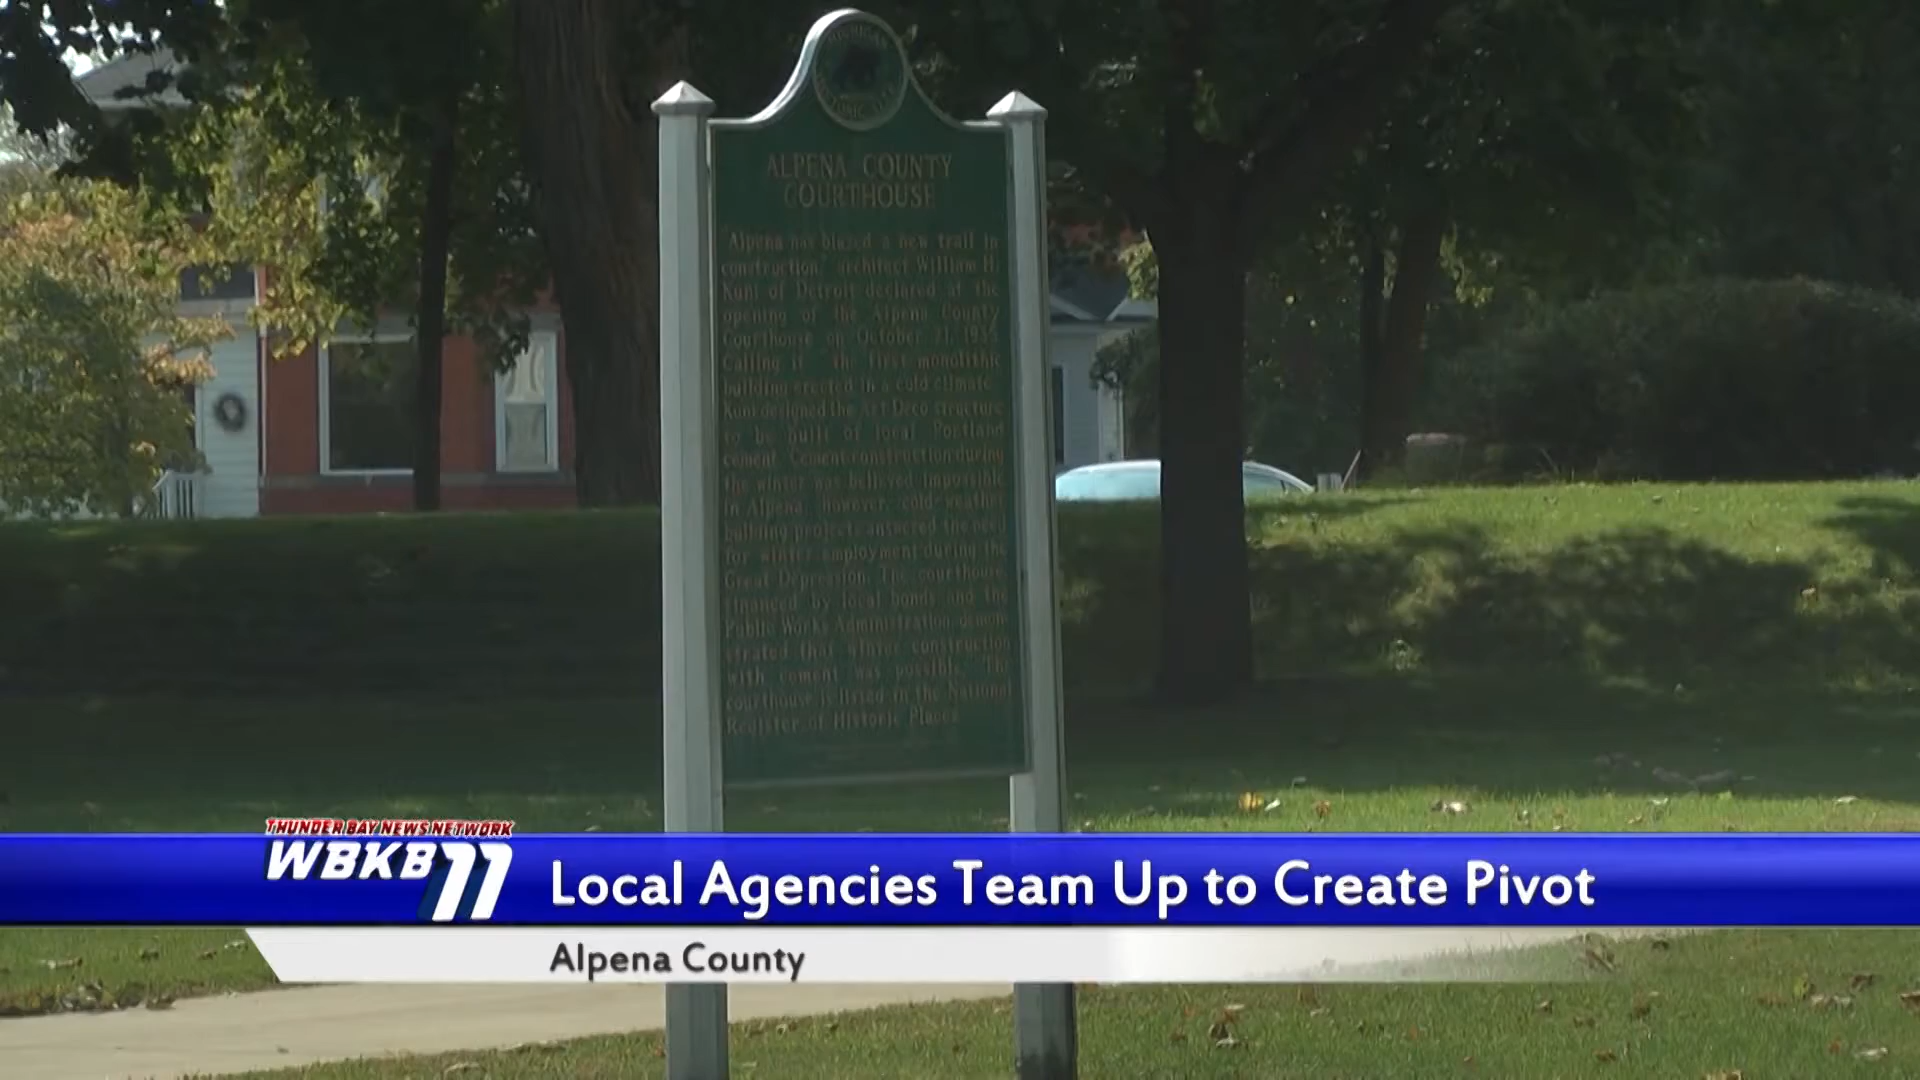 ALPENA COUNTY
COURTHOUSE
"Alpena has blazed a new trail in
construction," architect William H.
Kuni of Detroit declared at the
opening of the Alpena County
Courthouse on October 21, 1935.
Calling it "the first monolithic
building erected in a cold climate,"
Kuni designed the Art Deco structure
to be built of local Portland
cement. Cement construction during
the winter was believed impossible
in Alpena; however, cold-weather
building projects answered the need
for winter employment during the
Great Depression. The courthouse,
financed by local bonds and the
Public Works Administration, demon-
strated that winter construction
with cement "was possible." The
courthouse is listed in the National
Register of Historic Places.
THUNDER BAY NEWS NETWORK
WBKB 11
Local Agencies Team Up to Create Pivot
Alpena County